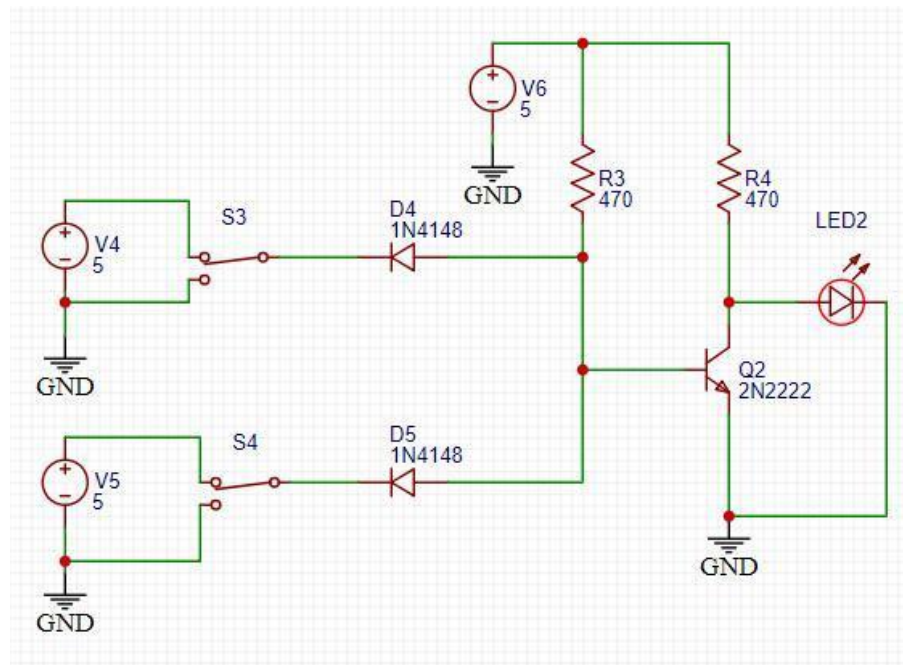 V6
5
GND
R3
470
R4
470
LED2
S3
D4
1N4148
V4
5
GND
Q2
2N2222
S4
D5
1N4148
V5
5
GND
GND